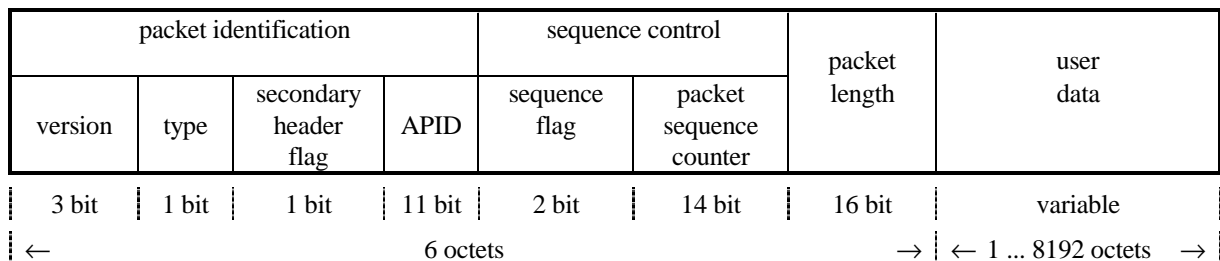 packet identification
sequence control
packet length
user data
version
type
secondary header flag
APID
sequence flag
packet sequence counter
3 bit
1 bit
1 bit
11 bit
2 bit
14 bit
16 bit
variable
← 6 octets →
← 1 ... 8192 octets →